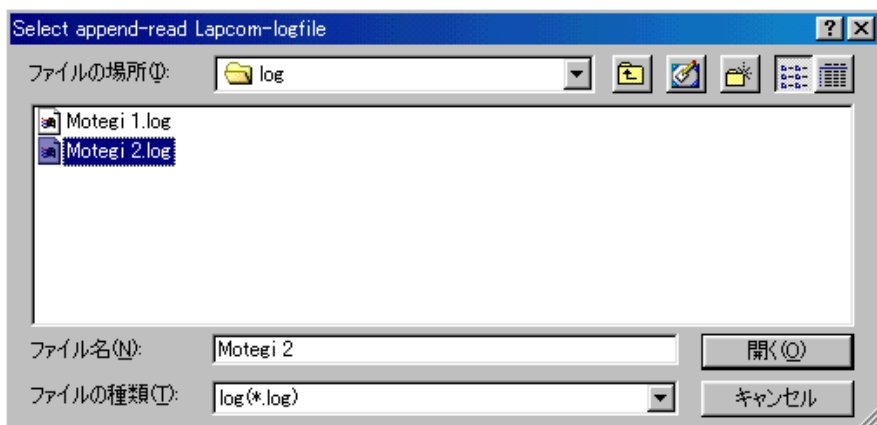 Select append-read Lapcom-logfile
ファイルの場所(I): log
Motegi 1.log
Motegi 2.log
ファイル名(N): Motegi 2 開く(O)
ファイルの種類(T): log(*.log) キャンセル